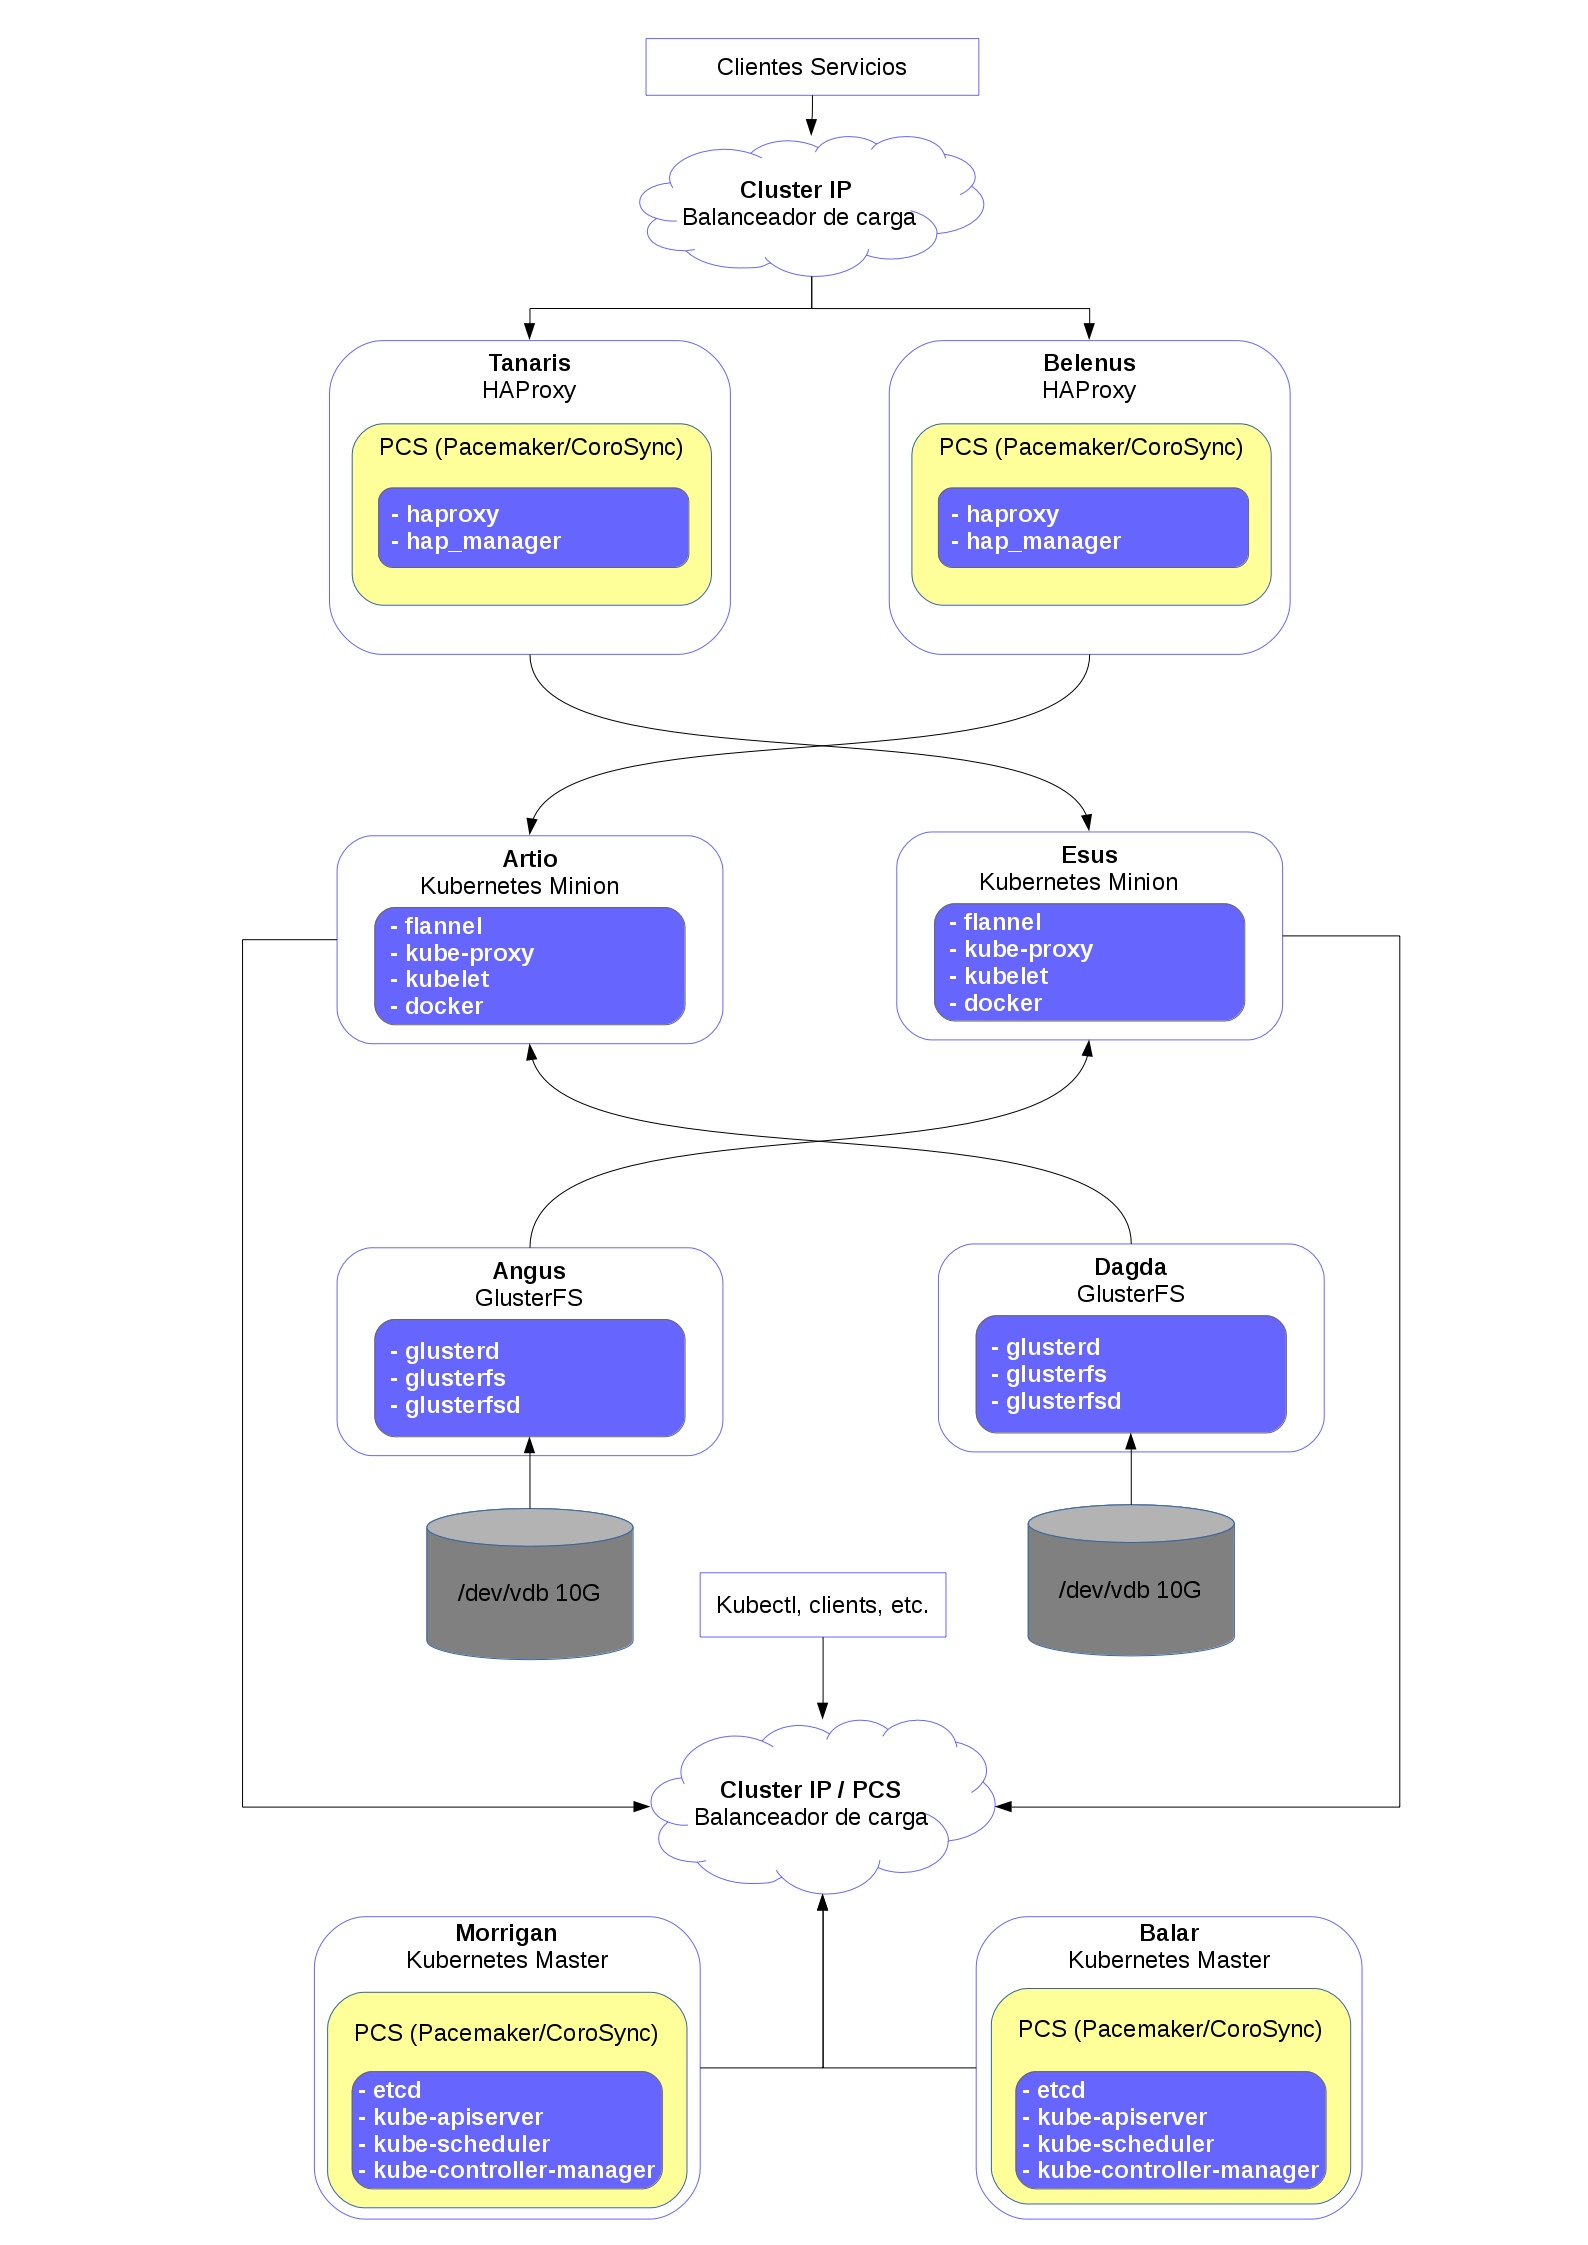 Clientes Servicios
Cluster IP
Balanceador de carga
Tanaris
HAProxy
PCS (Pacemaker/CoroSync)
- haproxy
- hap_manager
Belenus
HAProxy
PCS (Pacemaker/CoroSync)
- haproxy
- hap_manager
Artio
Kubernetes Minion
- flannel
- kube-proxy
- kubelet
- docker
Esus
Kubernetes Minion
- flannel
- kube-proxy
- kubelet
- docker
Angus
GlusterFS
- glusterd
- glusterfs
- glusterfsd
/dev/vdb 10G
Dagda
GlusterFS
- glusterd
- glusterfs
- glusterfsd
/dev/vdb 10G
Kubectl, clients, etc.
Cluster IP / PCS
Balanceador de carga
Morrigan
Kubernetes Master
PCS (Pacemaker/CoroSync)
- etcd
- kube-apiserver
- kube-scheduler
- kube-controller-manager
Balar
Kubernetes Master
PCS (Pacemaker/CoroSync)
- etcd
- kube-apiserver
- kube-scheduler
- kube-controller-manager